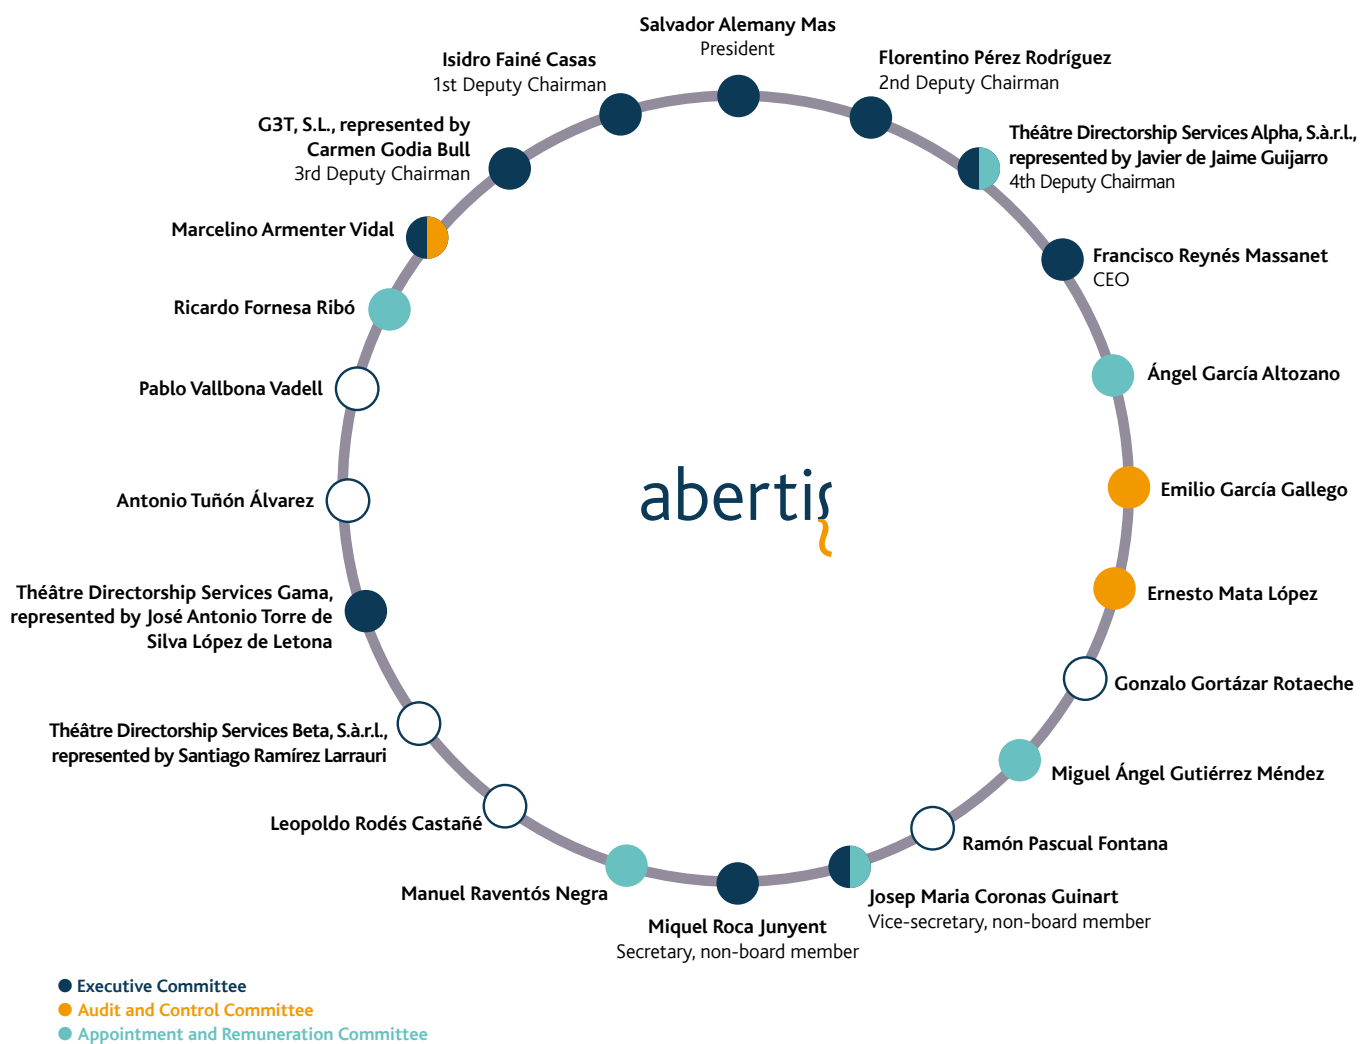 Salvador Alemany Mas
President
Florentino Pérez Rodríguez
2nd Deputy Chairman
Théâtre Directorship Services Alpha, S.à.r.l.,
represented by Javier de Jaime Guijarro
4th Deputy Chairman
Francisco Reynés Massanet
CEO
Ángel García Altozano
Emilio García Gallego
Ernesto Mata López
Gonzalo Gortázar Rotaeche
Miguel Ángel Gutiérrez Méndez
Ramón Pascual Fontana
Josep Maria Coronas Guinart
Vice-secretary, non-board member
Miquel Roca Junyent
Secretary, non-board member
Manuel Raventós Negra
Leopoldo Rodés Castañé
Théâtre Directorship Services Beta, S.à.r.l.,
represented by Santiago Ramírez Larrauri
Théâtre Directorship Services Gama,
represented by José Antonio Torre de
Silva López de Letona
Antonio Tuñón Álvarez
Pablo Vallbona Vadell
Ricardo Fornesa Ribó
Marcelino Armenter Vidal
G3T, S.L., represented by
Carmen Godia Bull
3rd Deputy Chairman
Isidro Fainé Casas
1st Deputy Chairman
abertis
Executive Committee
Audit and Control Committee
Appointment and Remuneration Committee